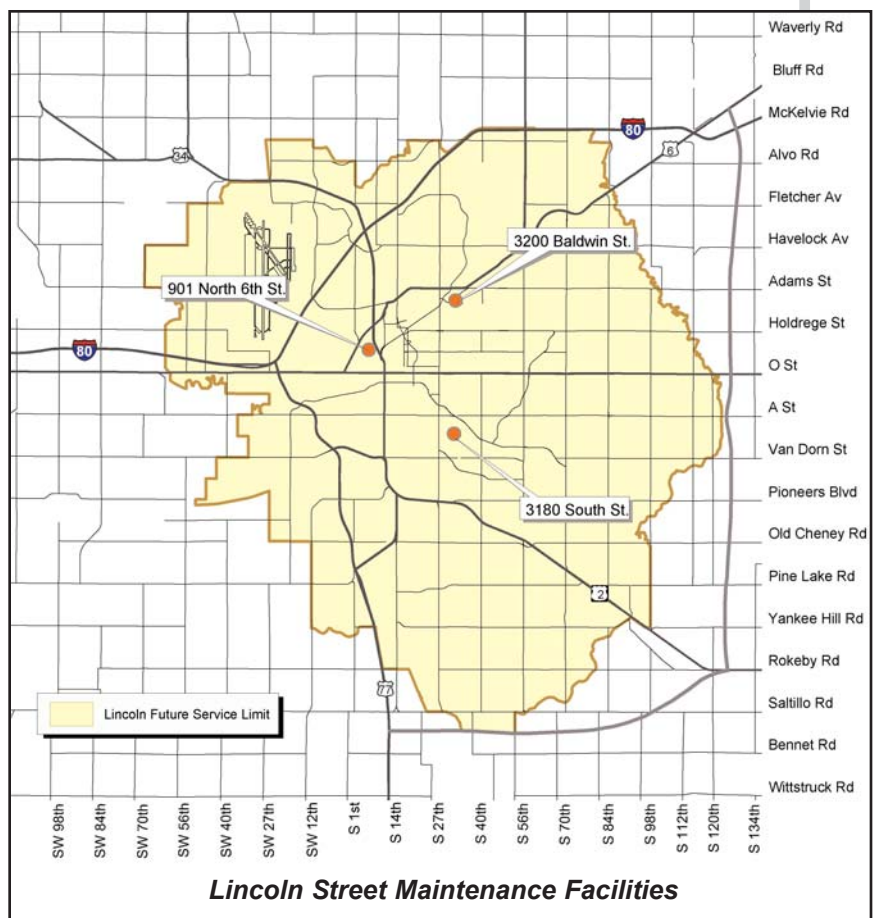 Waverly Rd
Bluff Rd
McKelvie Rd
80
6
34
Alvo Rd
Fletcher Av
3200 Baldwin St.
Havelock Av
901 North 6th St.
Adams St
Holdrege St
80
O St
A St
Van Dorn St
Pioneers Blvd
3180 South St.
Old Cheney Rd
Pine Lake Rd
2
Yankee Hill Rd
Rokeby Rd
77
Saltillo Rd
Lincoln Future Service Limit
Bennet Rd
Wittstruck Rd
SW 98th
SW 84th
SW 70th
SW 56th
SW 40th
SW 27th
SW 12th
S 1st
S 14th
S 27th
S 40th
S 56th
S 70th
S 84th
S 98th
S 112th
S 120th
S 134th
Lincoln Street Maintenance Facilities